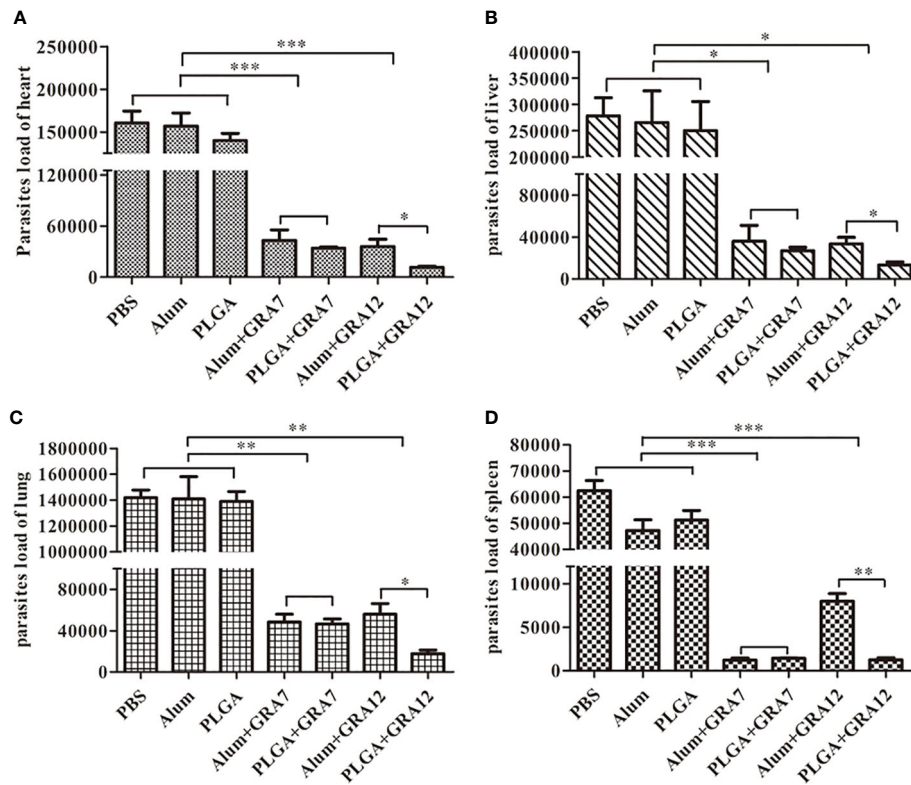 A
Parasites load of heart
250000
200000
150000
120000
60000
0
***
***
*
PBS
Alum
PLGA
Alum+GRA7
PLGA+GRA7
Alum+GRA12
PLGA+GRA12
B
parasites load of liver
400000
350000
300000
250000
200000
80000
40000
0
*
*
*
PBS
Alum
PLGA
Alum+GRA7
PLGA+GRA7
Alum+GRA12
PLGA+GRA12
C
parasites load of lung
1800000
1600000
1400000
1200000
1000000
80000
40000
0
**
**
*
PBS
Alum
PLGA
Alum+GRA7
PLGA+GRA7
Alum+GRA12
PLGA+GRA12
D
parasites load of spleen
80000
70000
60000
50000
40000
10000
5000
0
***
***
**
PBS
Alum
PLGA
Alum+GRA7
PLGA+GRA7
Alum+GRA12
PLGA+GRA12